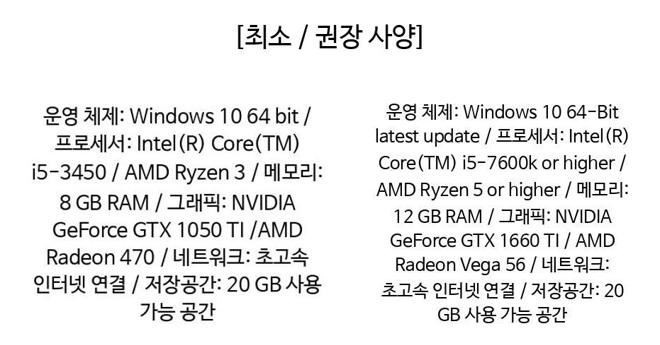 [최소 / 권장 사양]
운영 체제: Windows 10 64 bit /
프로세서: Intel(R) Core(TM)
i5-3450 / AMD Ryzen 3 / 메모리:
8 GB RAM / 그래픽: NVIDIA
GeForce GTX 1050 TI /AMD
Radeon 470 / 네트워크: 초고속
인터넷 연결 / 저장공간: 20 GB 사용
가능 공간
운영 체제: Windows 10 64-Bit
latest update / 프로세서: Intel(R)
Core(TM) i5-7600k or higher /
AMD Ryzen 5 or higher / 메모리:
12 GB RAM / 그래픽: NVIDIA
GeForce GTX 1660 TI / AMD
Radeon Vega 56 / 네트워크:
초고속 인터넷 연결 / 저장공간: 20
GB 사용 가능 공간